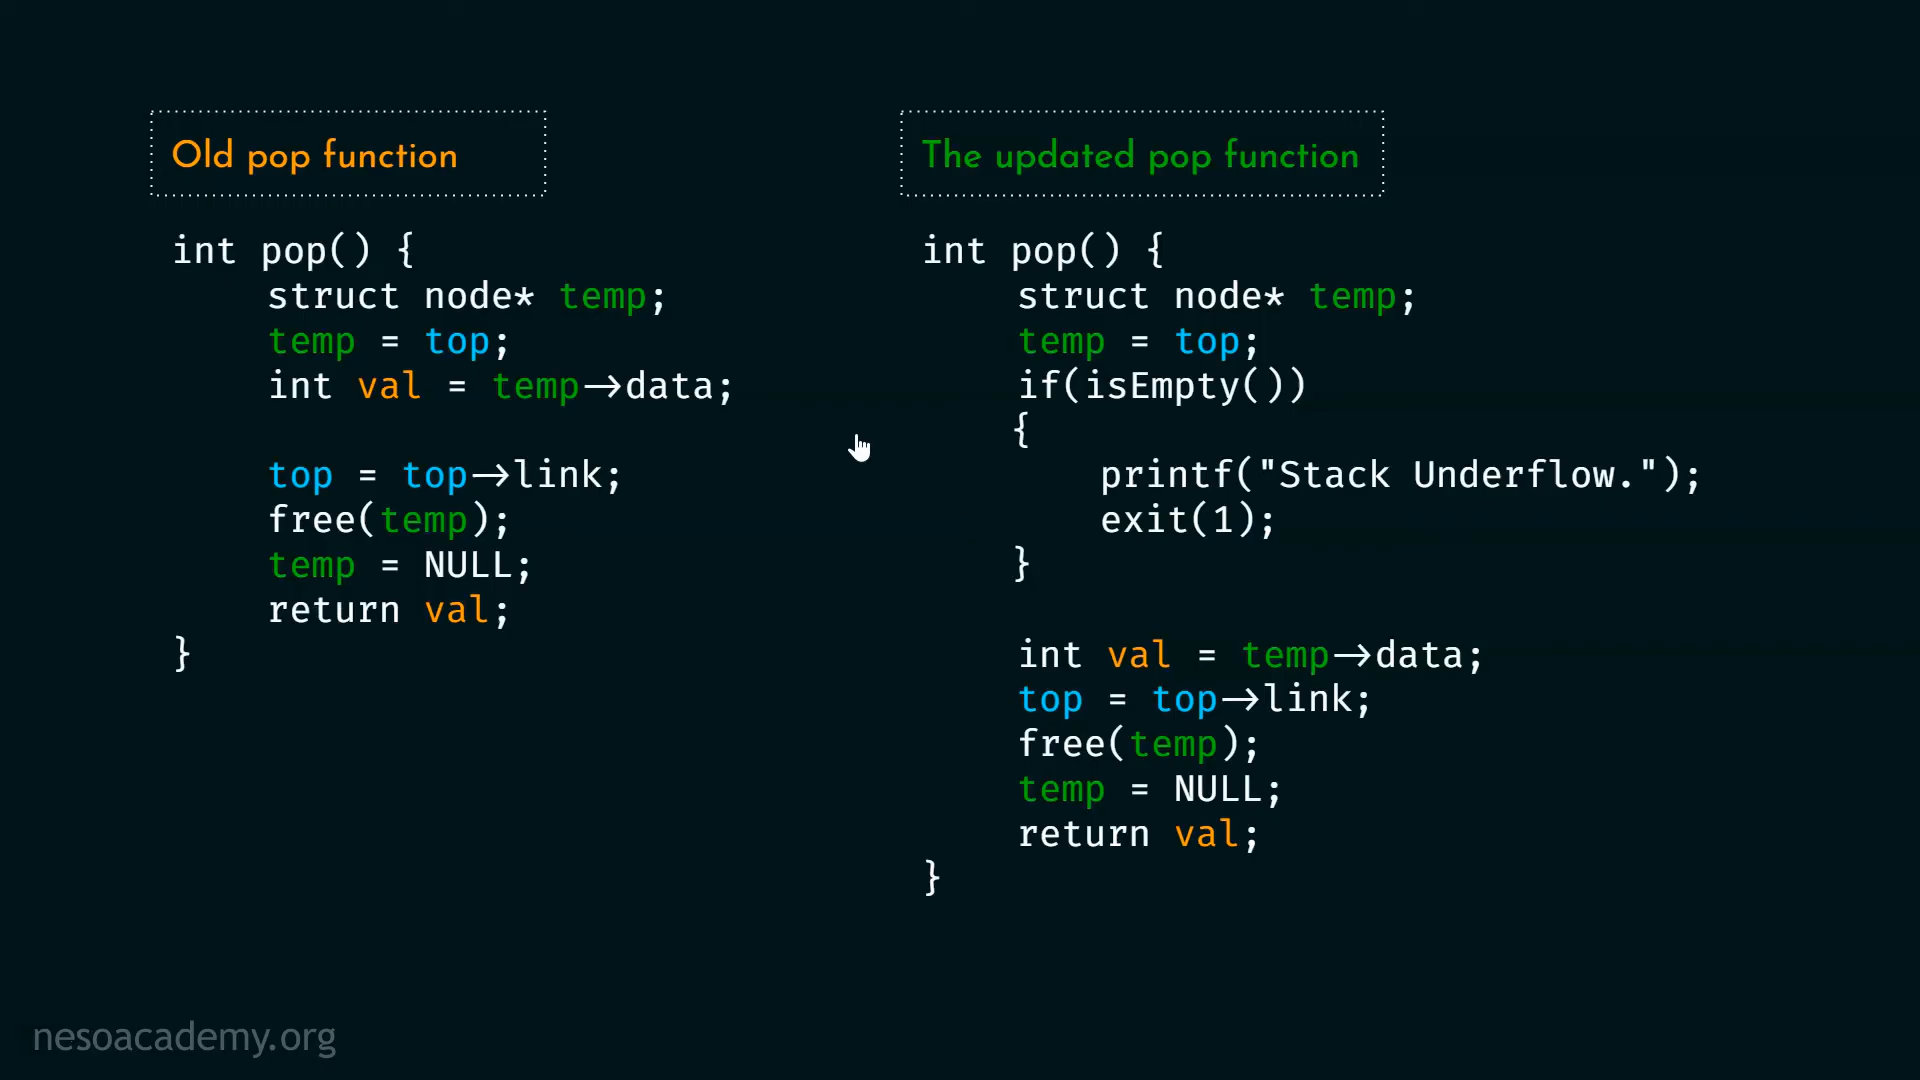 Old pop function
int pop() {
struct node* temp;
temp = top;
int val = temp→data;
top = top→link;
free(temp);
temp = NULL;
return val;
}
The updated pop function
int pop() {
struct node* temp;
temp = top;
if(isEmpty())
{
printf("Stack Underflow.");
exit(1);
}
int val = temp→data;
top = top→link;
free(temp);
temp = NULL;
return val;
}
nesoacademy.org